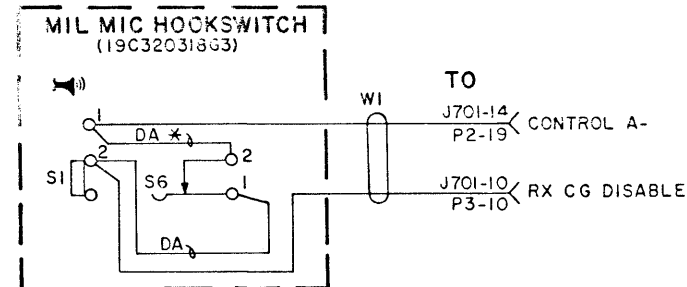 MIL MIC HOOKSWITCH
(19C320318G3)
TO
W1
1
J701-14
CONTROL A-
DA *
P2-19
2
2
S1
S6
1
J701-10
RX CG DISABLE
P3-10
DA